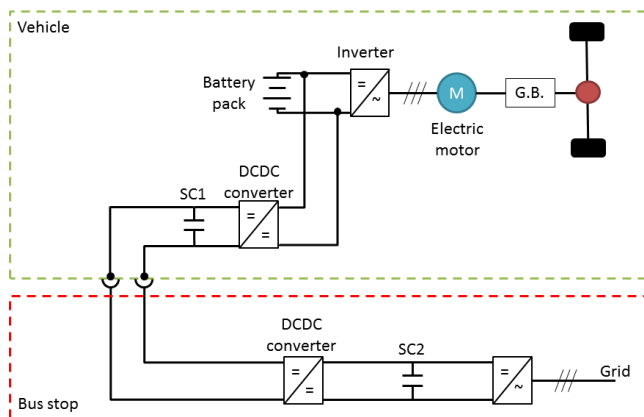 Vehicle
Inverter
Battery
pack
=
~
M
G.B.
Electric
motor
DCDC
converter
SC1
=
=
DCDC
converter
SC2
=
=
=
~
Grid
Bus stop